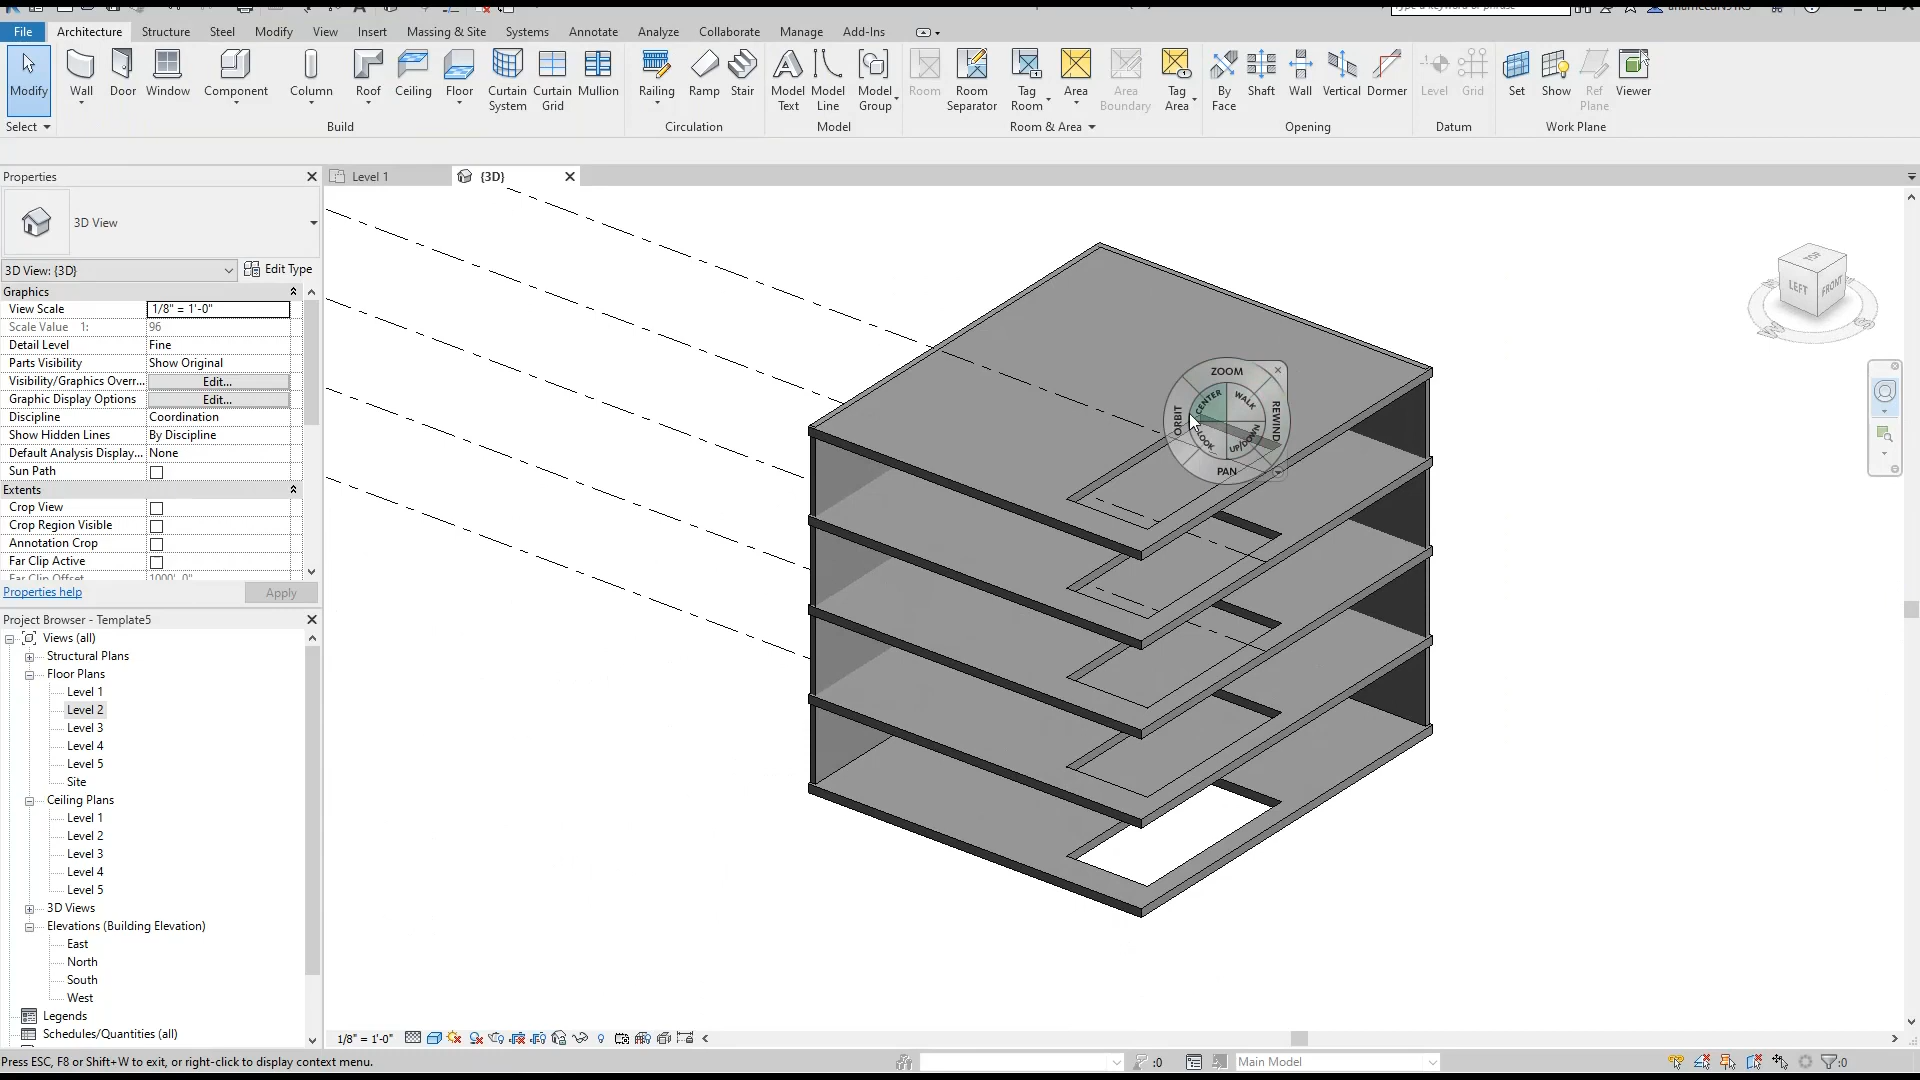 File Architecture Structure Steel Modify View Insert Massing & Site Systems Annotate Analyze Collaborate Manage Add-Ins
Modify Wall Door Window Component Column Roof Ceiling Floor Curtain System Curtain Grid Mullion Railing Ramp Stair Model Text Model Line Model Group Room Room Separator Tag Room Area Area Boundary Tag Area By Face Shaft Wall Vertical Dormer Level Grid Set Show Ref Plane Viewer
Select Build Circulation Model Room & Area Opening Datum Work Plane
Properties
Level 1 {3D}
3D View
3D View: {3D} Edit Type
Graphics
View Scale 1/8" = 1'-0"
Scale Value 1: 96
Detail Level Fine
Parts Visibility Show Original
Visibility/Graphics Overr... Edit...
Graphic Display Options Edit...
Discipline Coordination
Show Hidden Lines By Discipline
Default Analysis Display... None
Sun Path
Extents
Crop View
Crop Region Visible
Annotation Crop
Far Clip Active
Far Clip Offset 1000' 0"
Properties help Apply
Project Browser - Template5
Views (all)
Structural Plans
Floor Plans
Level 1
Level 2
Level 3
Level 4
Level 5
Site
Ceiling Plans
Level 1
Level 2
Level 3
Level 4
Level 5
3D Views
Elevations (Building Elevation)
East
North
South
West
Legends
Schedules/Quantities (all)
ZOOM
CENTER WALK
ORBIT REWIND
LOOK UP/DOWN
PAN
TOP
LEFT FRONT
W S
1/8" = 1'-0"
Press ESC, F8 or Shift+W to exit, or right-click to display context menu.
:0 Main Model :0